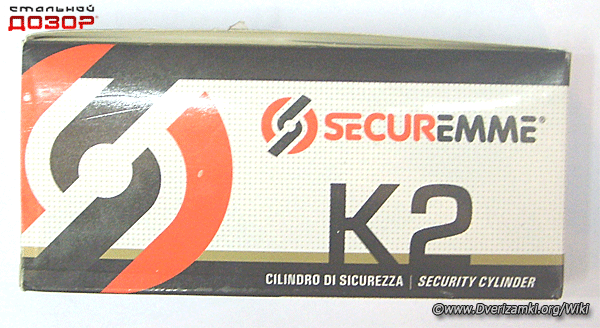 стальной
ДОЗОР®
SECUREMME®
K2
CILINDRO DI SICUREZZA | SECURITY CYLINDER
©www.Dverizamki.org/Wiki